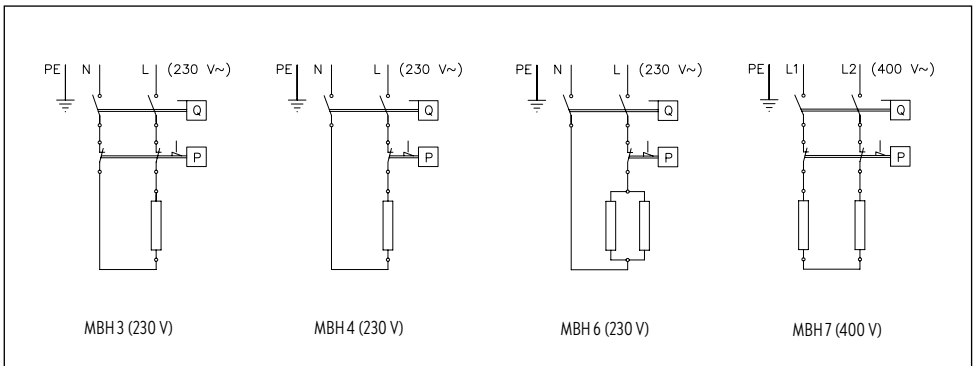 PE N L (230 V~)
Q
P
MBH 3 (230 V)
PE N L (230 V~)
Q
P
MBH 4 (230 V)
PE N L (230 V~)
Q
P
MBH 6 (230 V)
PE L1 L2 (400 V~)
Q
P
MBH 7 (400 V)